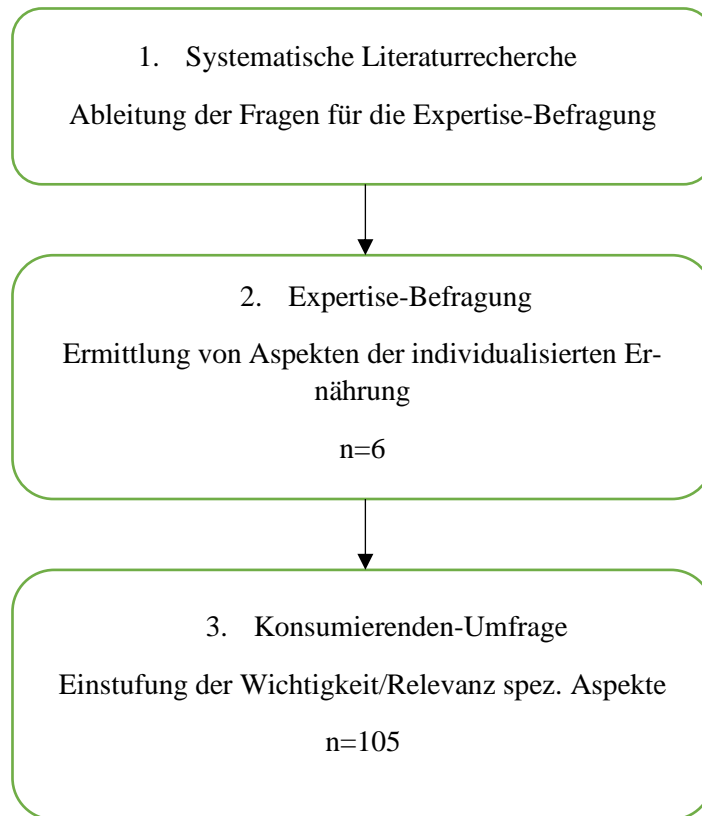 1. Systematische Literaturrecherche
Ableitung der Fragen für die Expertise-Befragung
2. Expertise-Befragung
Ermittlung von Aspekten der individualisierten Er-
nährung
n=6
3. Konsumierenden-Umfrage
Einstufung der Wichtigkeit/Relevanz spez. Aspekte
n=105